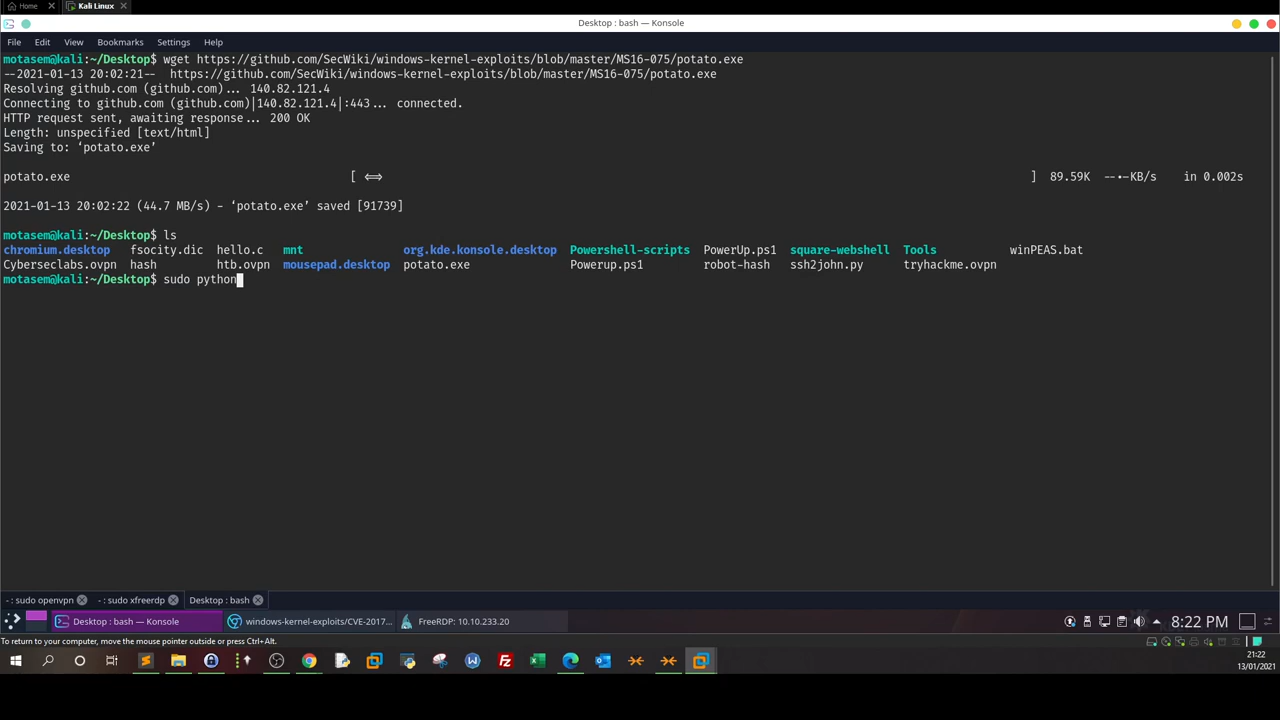 Home
Kali Linux
Desktop : bash — Konsole
File Edit View Bookmarks Settings Help
motasem@kali:~/Desktop$ wget https://github.com/SecWiki/windows-kernel-exploits/blob/master/MS16-075/potato.exe
--2021-01-13 20:02:21-- https://github.com/SecWiki/windows-kernel-exploits/blob/master/MS16-075/potato.exe
Resolving github.com (github.com)... 140.82.121.4
Connecting to github.com (github.com)|140.82.121.4|:443... connected.
HTTP request sent, awaiting response... 200 OK
Length: unspecified [text/html]
Saving to: ‘potato.exe’
potato.exe [ <=> ] 89.59K --.-KB/s in 0.002s
2021-01-13 20:02:22 (44.7 MB/s) - ‘potato.exe’ saved [91739]
motasem@kali:~/Desktop$ ls
chromium.desktop fsocity.dic hello.c mnt org.kde.konsole.desktop Powershell-scripts PowerUp.ps1 square-webshell Tools winPEAS.bat
Cyberseclabs.ovpn hash htb.ovpn mousepad.desktop potato.exe Powerup.ps1 robot-hash ssh2john.py tryhackme.ovpn
motasem@kali:~/Desktop$ sudo python
- : sudo openvpn - : sudo xfreerdp Desktop : bash
Desktop : bash — Konsole windows-kernel-exploits/CVE-2017... FreeRDP: 10.10.233.20 8:22 PM
To return to your computer, move the mouse pointer outside or press Ctrl+Alt.
21:22
13/01/2021